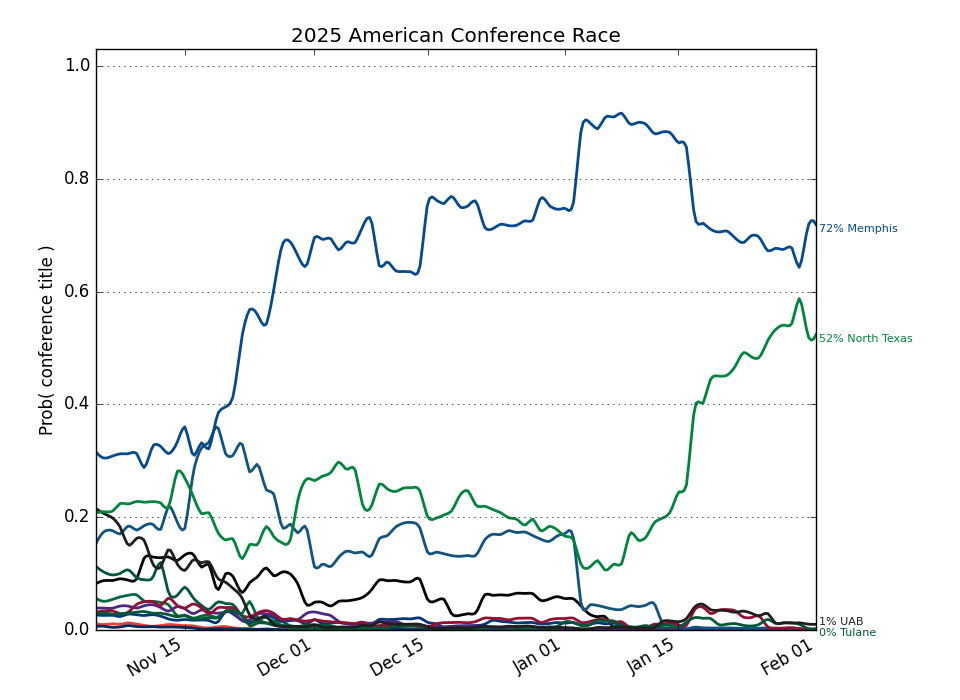 2025 American Conference Race
1.0
0.8
0.6
0.4
0.2
0.0
Prob( conference title )
72% Memphis
52% North Texas
1% UAB
0% Tulane
Nov 15
Dec 01
Dec 15
Jan 01
Jan 15
Feb 01